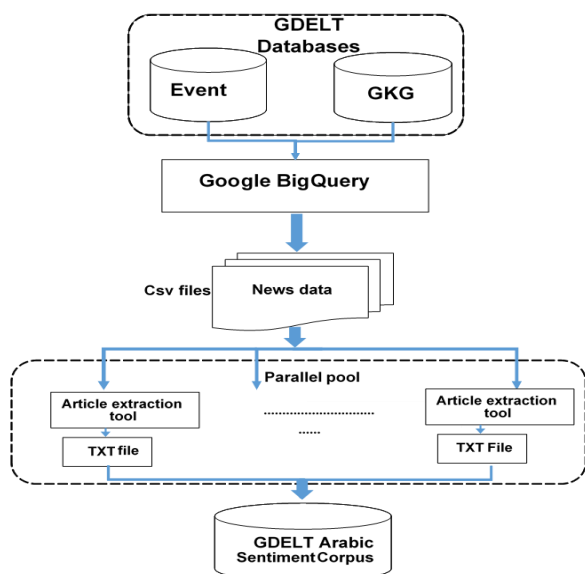 GDELT
Databases
Event
GKG
Google BigQuery
Csv files
News data
Parallel pool
Article extraction
tool
TXT file
..............................
......
Article extraction
tool
TXT File
GDELT Arabic
Sentiment Corpus